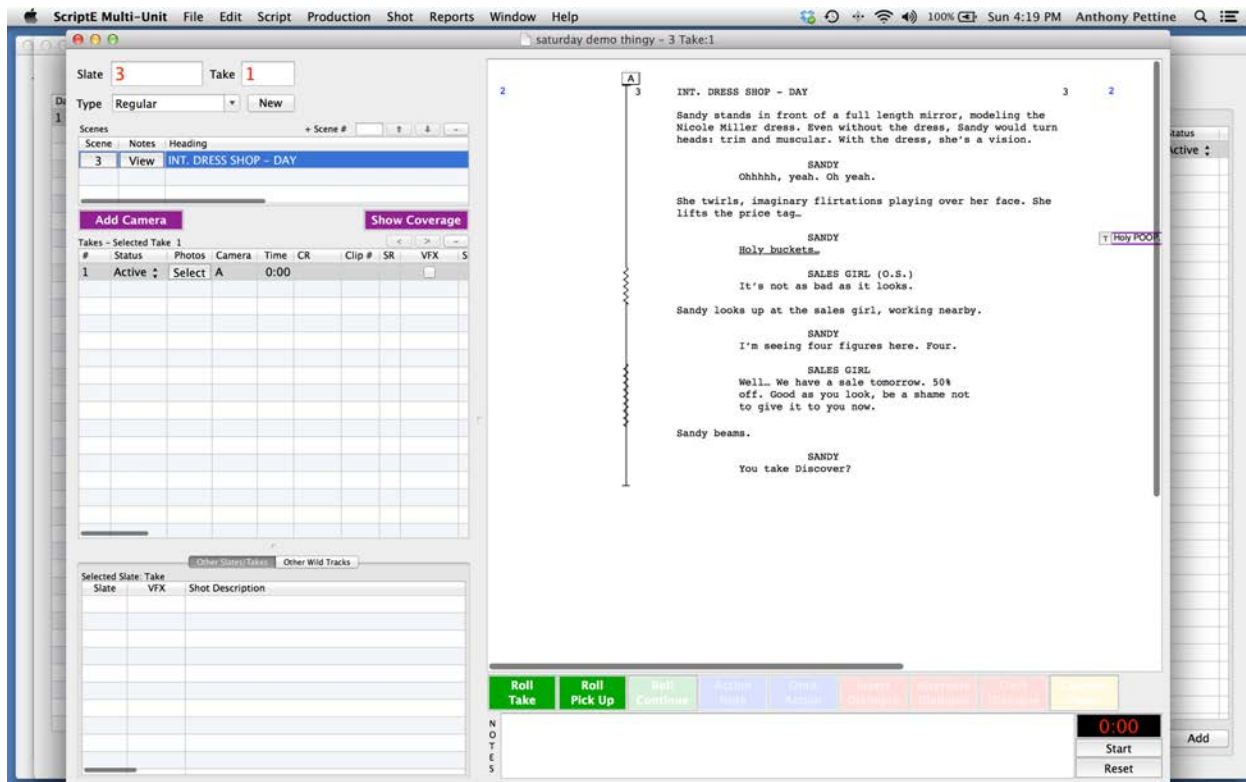 ScriptE Multi-Unit File Edit Script Production Shot Reports Window Help 100% Sun 4:19 PM Anthony Pettine
saturday demo thingy – 3 Take:1
Slate 3 Take 1
Type Regular New
Scenes + Scene #
Scene Notes Heading
3 View INT. DRESS SHOP – DAY
Add Camera Show Coverage
Takes – Selected Take 1 < > -
# Status Photos Camera Time CR Clip # SR VFX S
1 Active Select A 0:00
Other Slates/Takes Other Wild Tracks
Selected Slate: Take
Slate VFX Shot Description
A
2 3 INT. DRESS SHOP - DAY 3 2
Sandy stands in front of a full length mirror, modeling the
Nicole Miller dress. Even without the dress, Sandy would turn
heads: trim and muscular. With the dress, she's a vision.
SANDY
Ohhhhh, yeah. Oh yeah.
She twirls, imaginary flirtations playing over her face. She
lifts the price tag…
SANDY
Holy buckets…
T Holy POOP
SALES GIRL (O.S.)
It's not as bad as it looks.
Sandy looks up at the sales girl, working nearby.
SANDY
I'm seeing four figures here. Four.
SALES GIRL
Well… We have a sale tomorrow. 50%
off. Good as you look, be a shame not
to give it to you now.
Sandy beams.
SANDY
You take Discover?
Roll Take
Roll Pick Up
Roll Continue
NOTES
0:00
Start
Reset
Da
1
Status
Active
Add